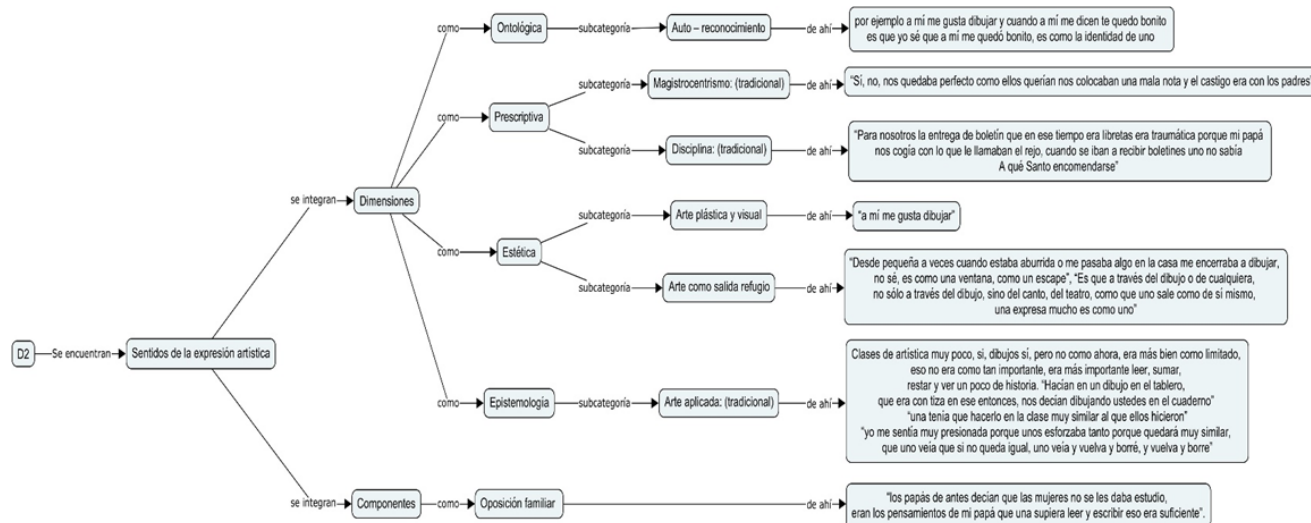 D2
Se encuentran
Sentidos de la expresión artística
se integran
Dimensiones
como
Ontológica
subcategoría
Auto – reconocimiento
de ahí
por ejemplo a mí me gusta dibujar y cuando a mí me dicen te quedo bonito
es que yo sé que a mí me quedó bonito, es como la identidad de uno
como
Prescriptiva
subcategoría
Magistrocentrismo: (tradicional)
de ahí
“Sí, no, nos quedaba perfecto como ellos querían nos colocaban una mala nota y el castigo era con los padres”
subcategoría
Disciplina: (tradicional)
de ahí
“Para nosotros la entrega de boletín que en ese tiempo era libretas era traumática porque mi papá
nos cogía con lo que le llamaban el rejo, cuando se iban a recibir boletines uno no sabía
A qué Santo encomendarse”
como
Estética
subcategoría
Arte plástica y visual
de ahí
“a mí me gusta dibujar”
subcategoría
Arte como salida refugio
de ahí
“Desde pequeña a veces cuando estaba aburrida o me pasaba algo en la casa me encerraba a dibujar,
no sé, es como una ventana, como un escape”, “Es que a través del dibujo o de cualquiera,
no sólo a través del dibujo, sino del canto, del teatro, como que uno sale como de sí mismo,
una expresa mucho es como uno”
como
Epistemología
subcategoría
Arte aplicada: (tradicional)
de ahí
Clases de artística muy poco, si, dibujos sí, pero no como ahora, era más bien como limitado,
eso no era como tan importante, era más importante leer, sumar,
restar y ver un poco de historia. “Hacían en un dibujo en el tablero,
que era con tiza en ese entonces, nos decían dibujando ustedes en el cuaderno”
“una tenía que hacerlo en la clase muy similar al que ellos hicieron”
“yo me sentía muy presionada porque unos esforzaba tanto porque quedará muy similar,
que uno veía que si no queda igual, uno veía y vuelva y borré, y vuelva y borre”
se integran
Componentes
como
Oposición familiar
de ahí
“los papás de antes decían que las mujeres no se les daba estudio,
eran los pensamientos de mi papá que una supiera leer y escribir eso era suficiente”.